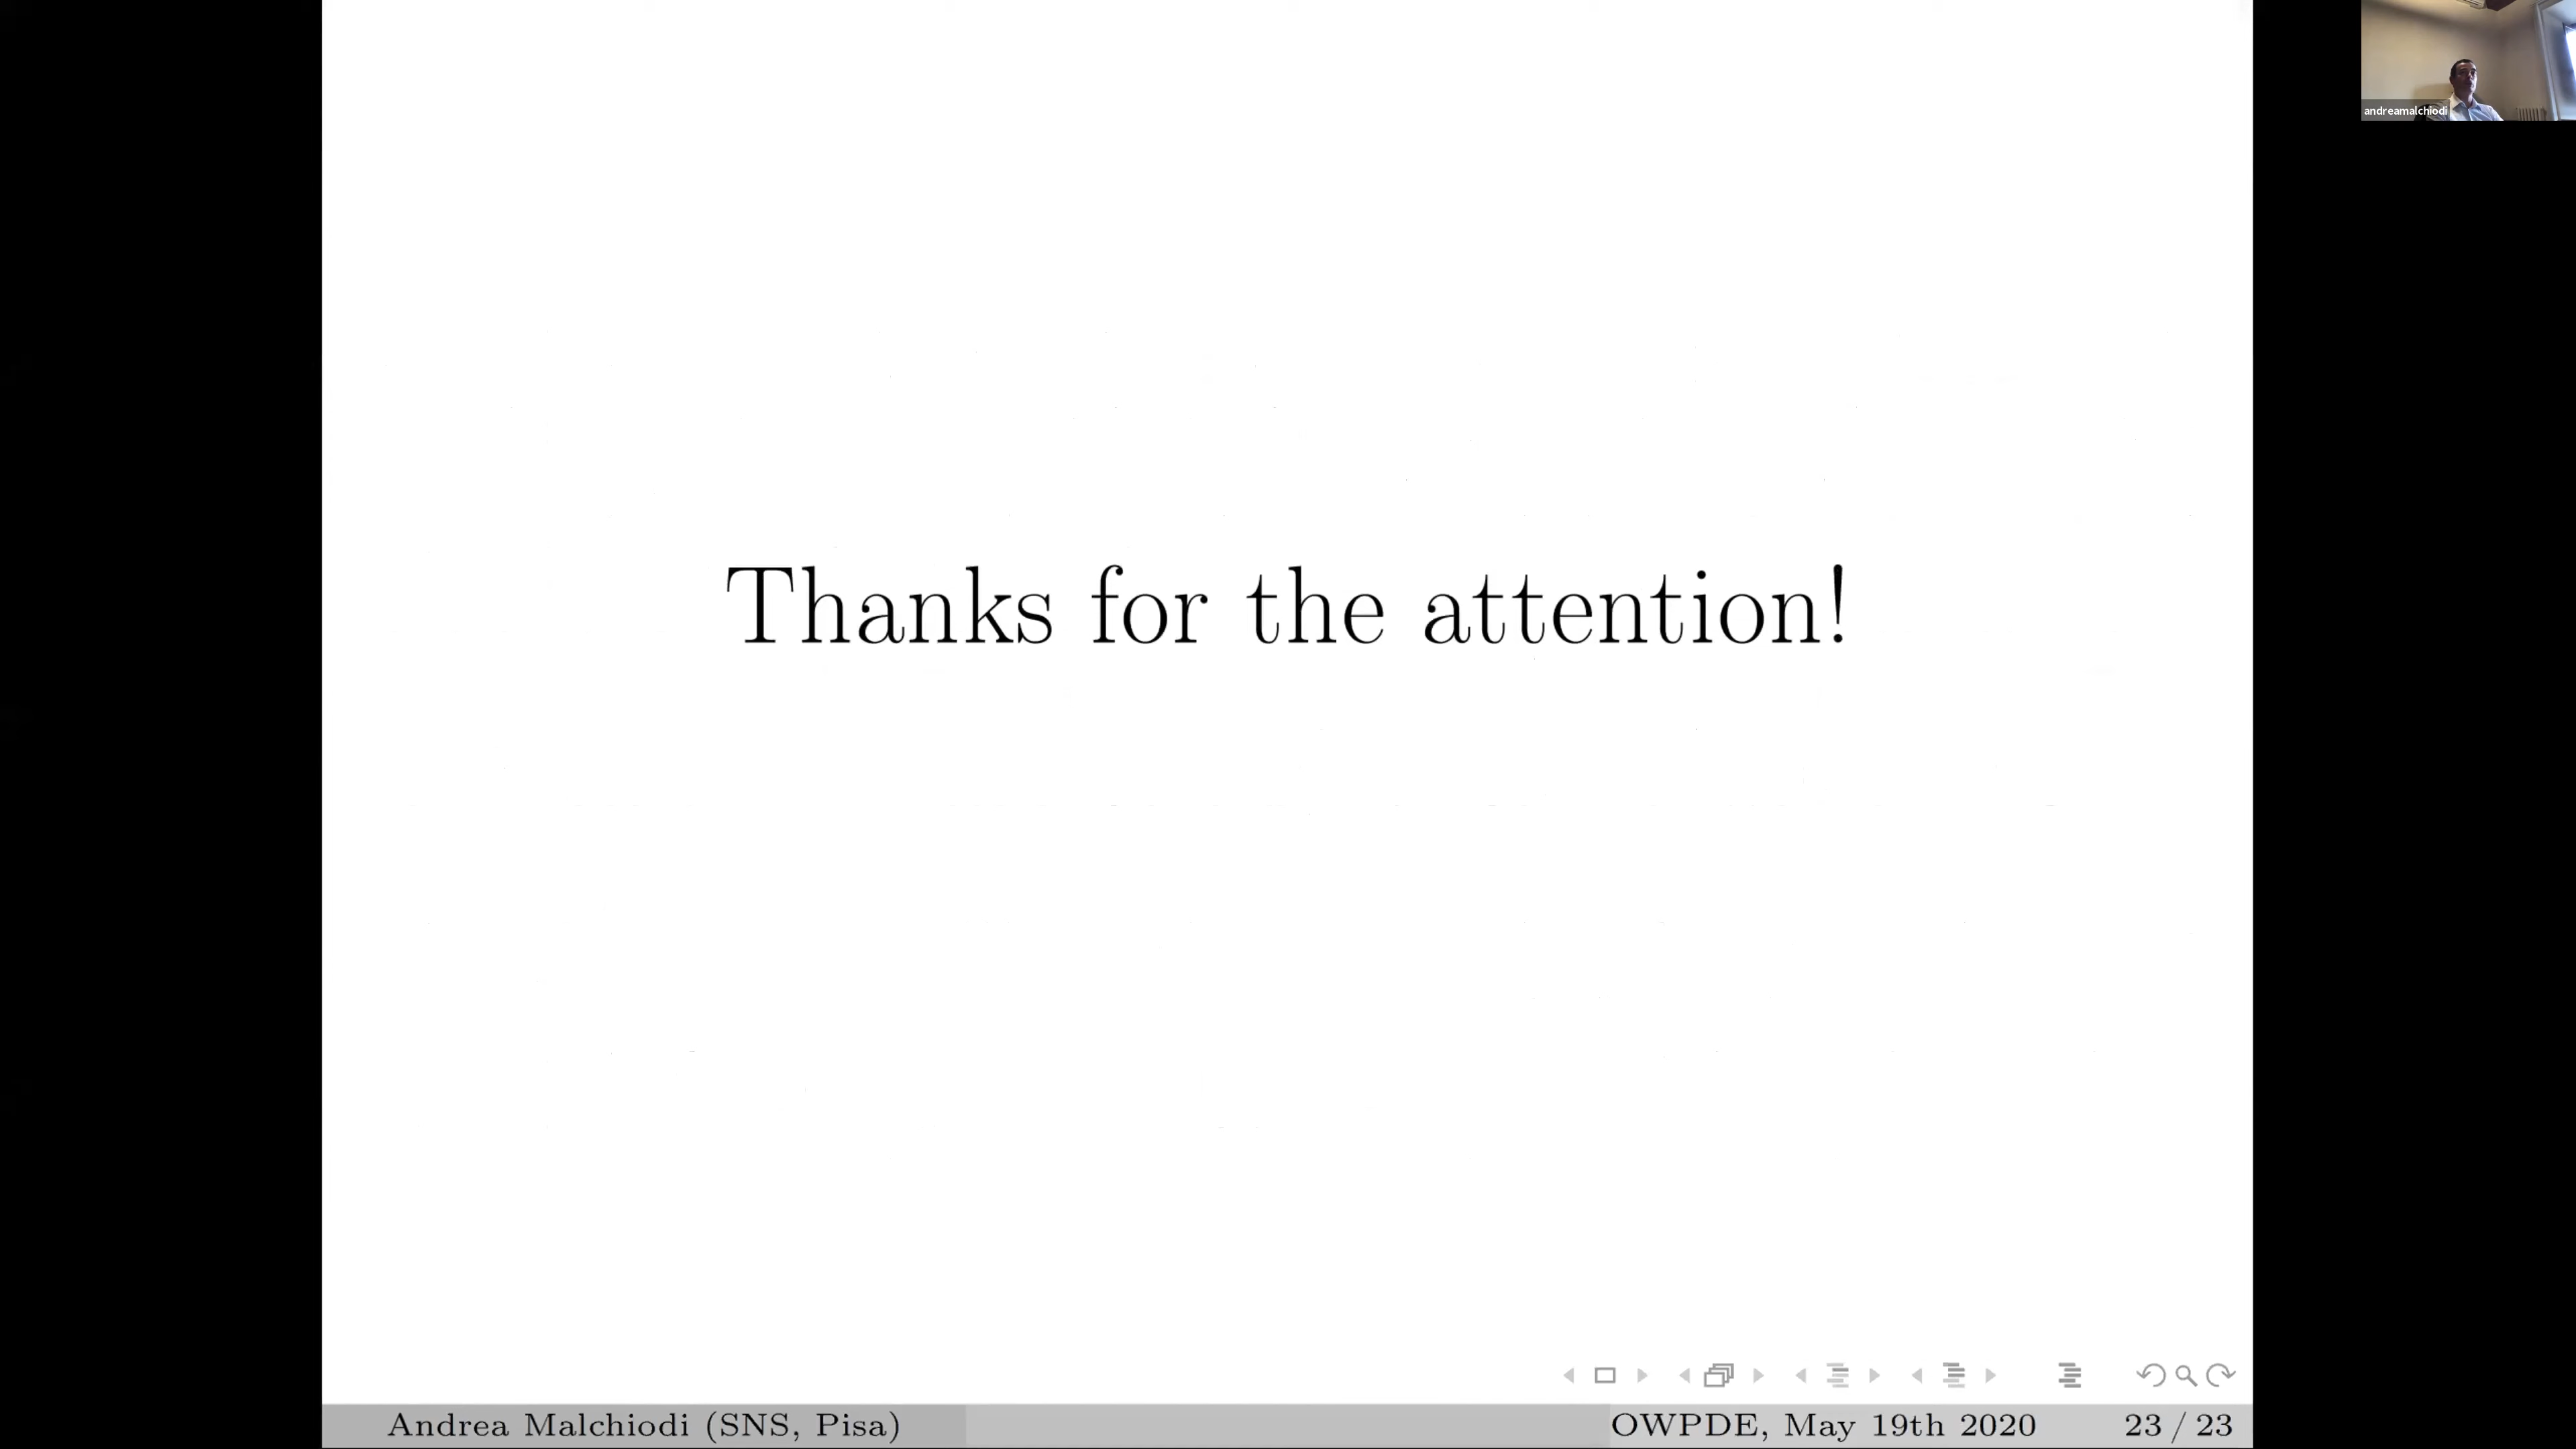 andreamalchiodi
Thanks for the attention!
Andrea Malchiodi (SNS, Pisa) OWPDE, May 19th 2020 23 / 23